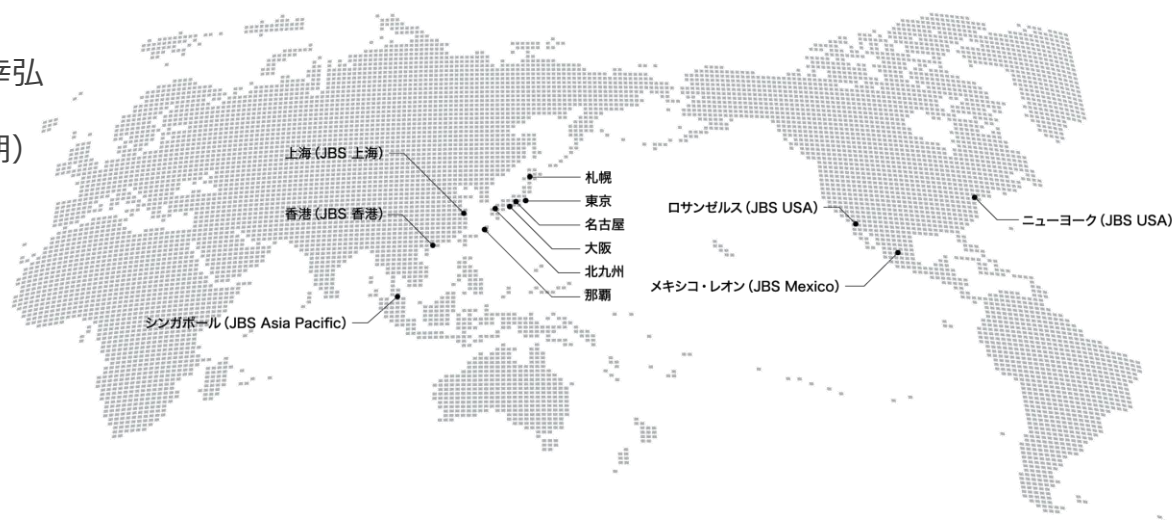 幸弘
期)
上海(JBS 上海)
香港(JBS 香港)
シンガポール(JBS Asia Pacific)
札幌
東京
名古屋
大阪
北九州
那覇
ロサンゼルス(JBS USA)
ニューヨーク(JBS USA)
メキシコ・レオン(JBS Mexico)